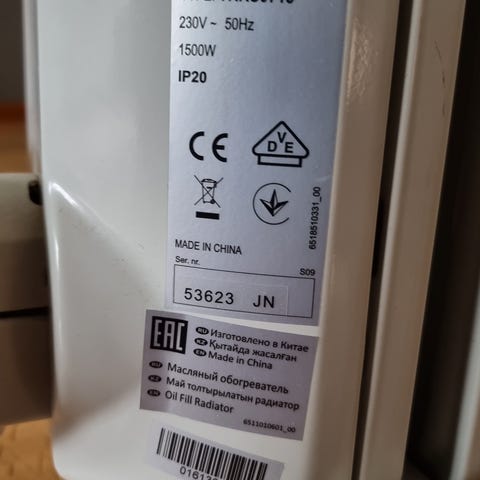 230V ~ 50Hz
1500W
IP20
CE
DVE
6518510331_00
MADE IN CHINA
Ser. nr.
S09
53623 JN
EAC
RU Изготовлено в Китае
KZ Қытайда жасалған
EN Made in China
RU Масляный обогреватель
KZ Май толтырылатын радиатор
EN Oil Fill Radiator
6511010601_00